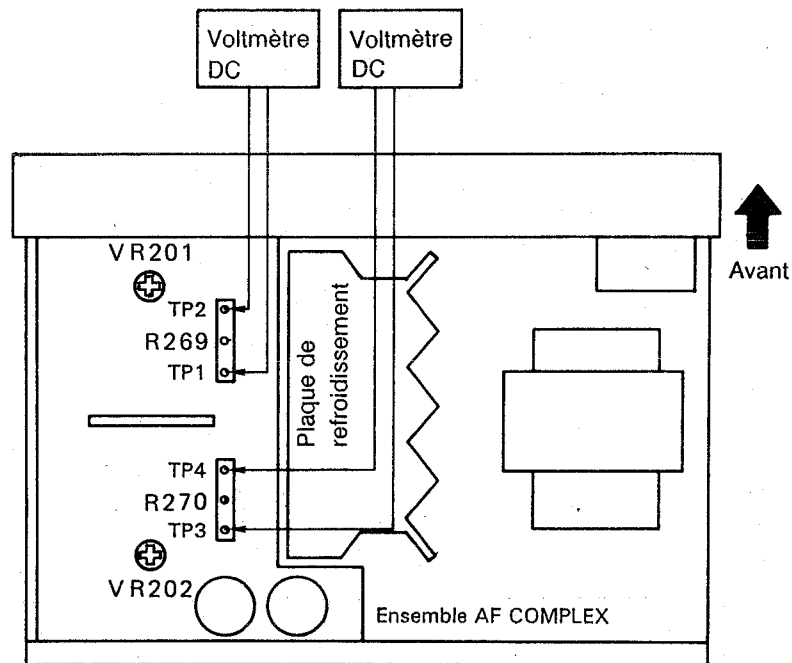 Voltmètre
DC
Voltmètre
DC
Avant
VR201
TP2
R269
TP1
Plaque de
refroidissement
TP4
R270
TP3
VR202
Ensemble AF COMPLEX